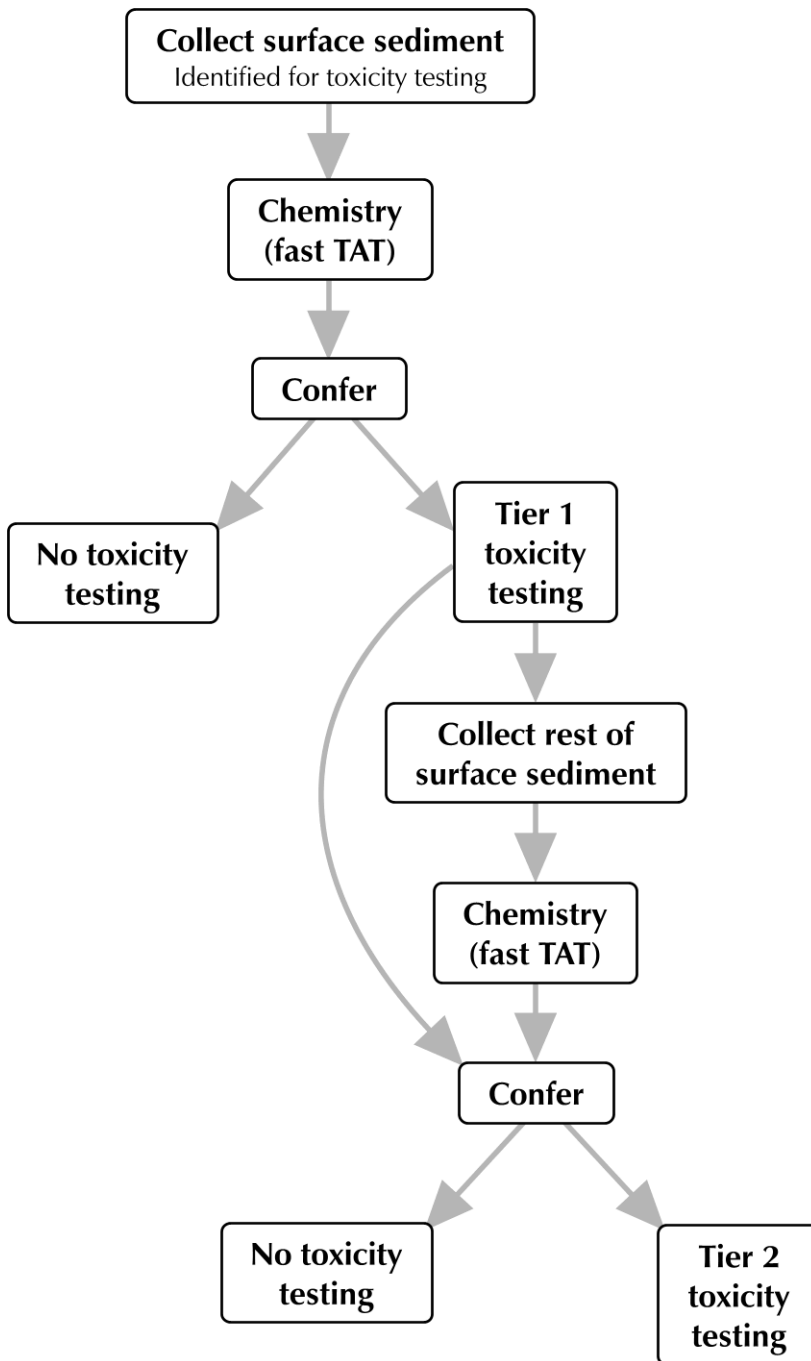 Collect surface sediment
Identified for toxicity testing
Chemistry
(fast TAT)
Confer
No toxicity
testing
Tier 1
toxicity
testing
Collect rest of
surface sediment
Chemistry
(fast TAT)
Confer
No toxicity
testing
Tier 2
toxicity
testing